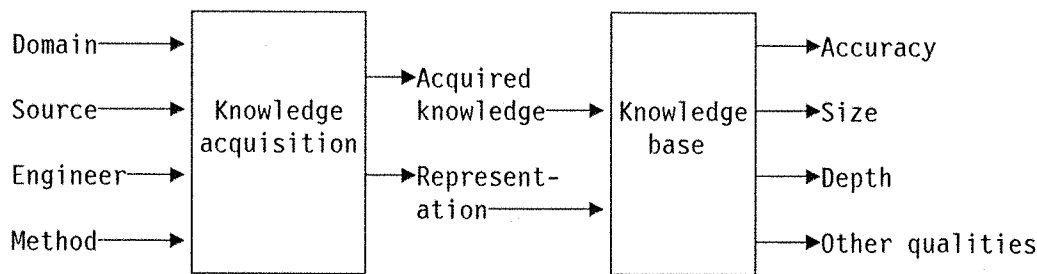 Domain
Source
Engineer
Method
Knowledge
acquisition
Acquired
knowledge
Represent-
ation
Knowledge
base
Accuracy
Size
Depth
Other qualities